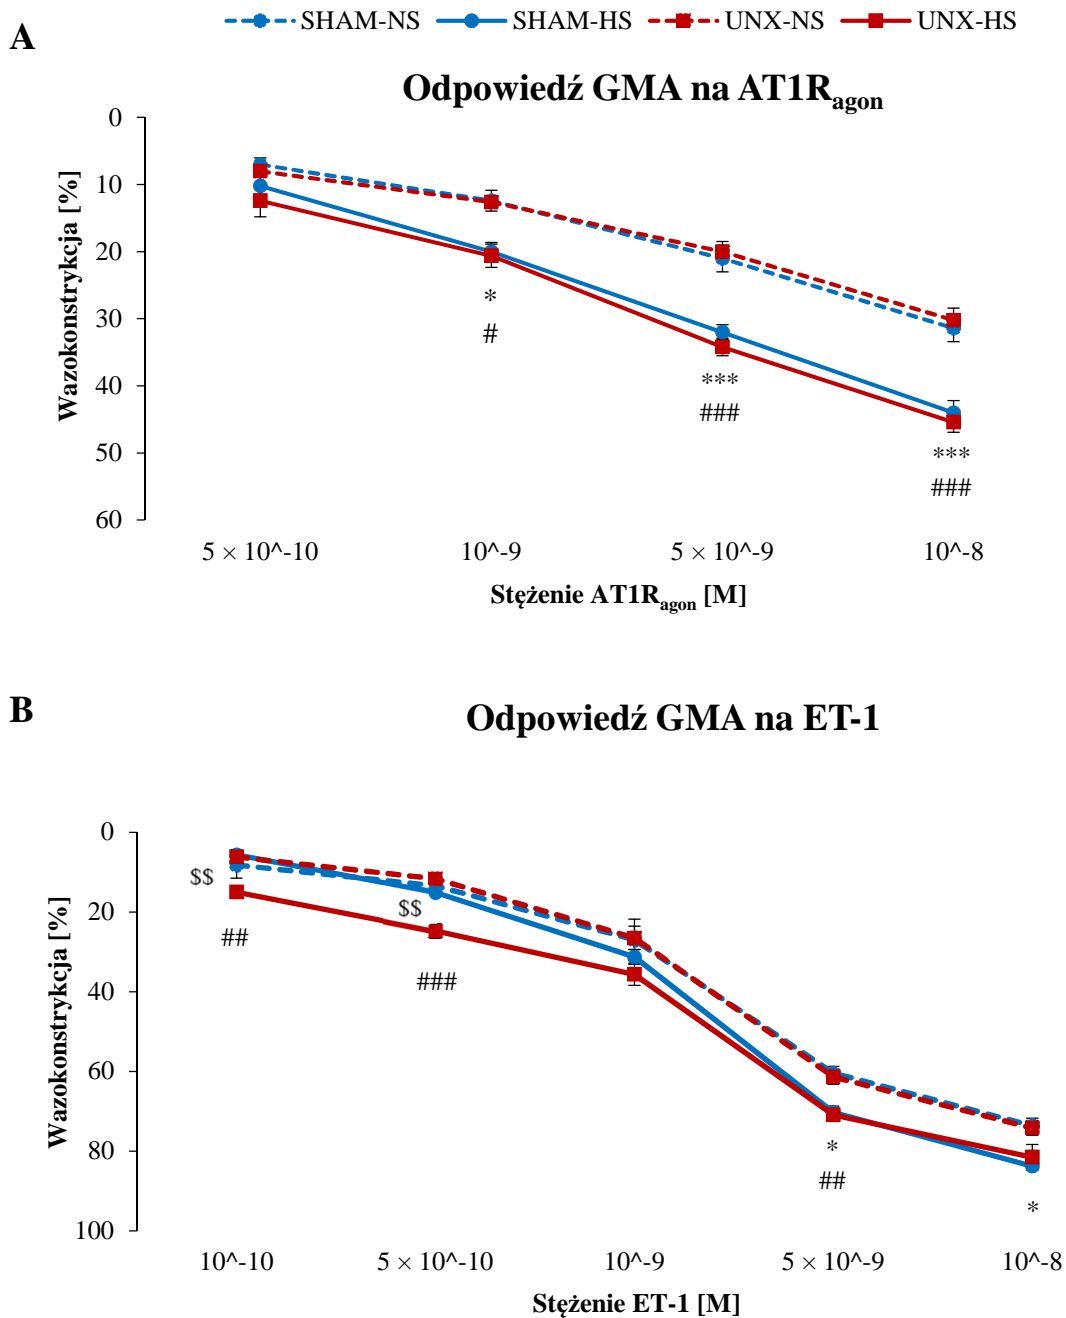 SHAM-NS SHAM-HS UNX-NS UNX-HS
A
Odpowiedź GMA na AT1Ragon
0
10
20
30
40
50
60
Wazokonstrykcja [%]
*
#
***
###
***
###
5 × 10^-10 10^-9 5 × 10^-9 10^-8
Stężenie AT1Ragon [M]
B
Odpowiedź GMA na ET-1
0
20
40
60
80
100
Wazokonstrykcja [%]
$$
##
$$
###
*
##
*
10^-10 5 × 10^-10 10^-9 5 × 10^-9 10^-8
Stężenie ET-1 [M]